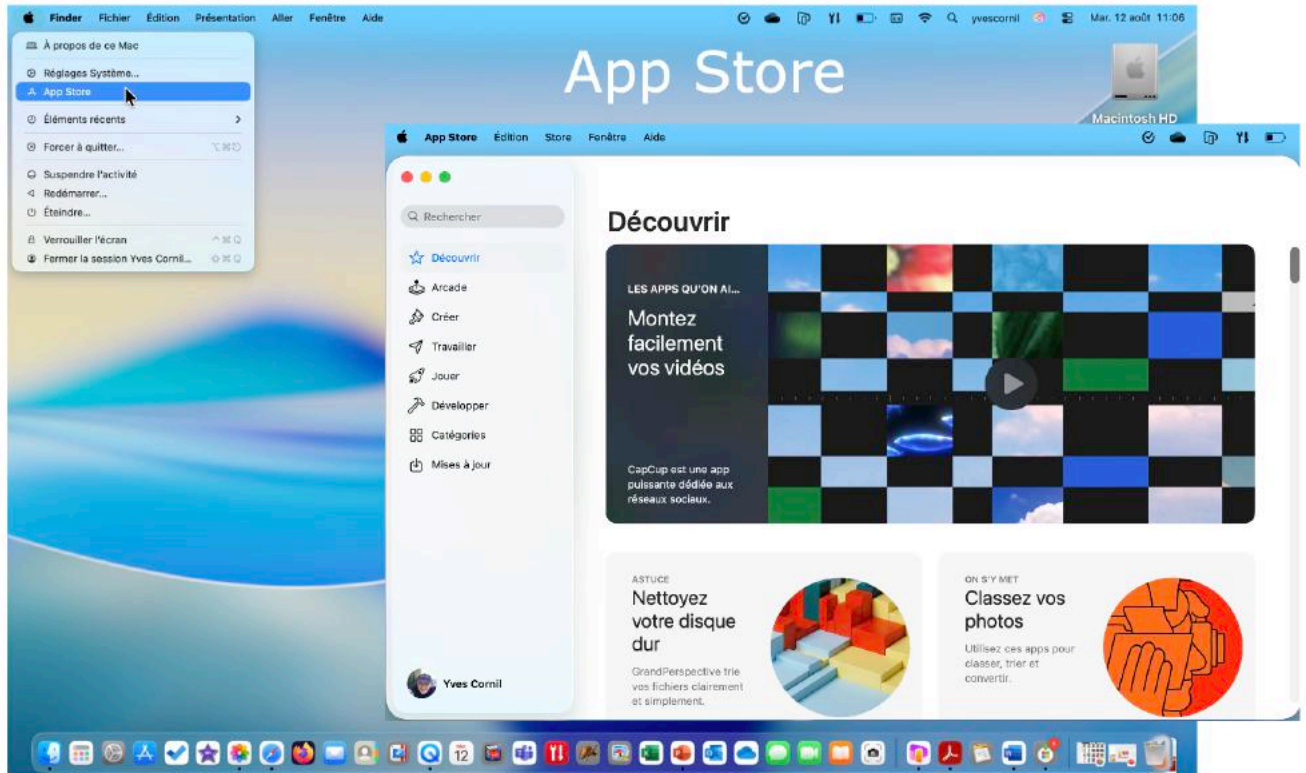 Finder Fichier Édition Présentation Aller Fenêtre Aide
yvescornil Mar. 12 août 11:06
À propos de ce Mac
Réglages Système...
App Store
Éléments récents
Forcer à quitter...
Suspendre l'activité
Redémarrer...
Éteindre...
Verrouiller l'écran
Fermer la session Yves Cornil...
App Store
Macintosh HD
App Store Édition Store Fenêtre Aide
Rechercher
Découvrir
Arcade
Créer
Travailler
Jouer
Développer
Catégories
Mises à jour
Yves Cornil
Découvrir
LES APPS QU'ON AI...
Montez
facilement
vos vidéos
CapCup est une app
puissante dédiée aux
réseaux sociaux.
ASTUCE
Nettoyez
votre disque
dur
GrandPerspective trie
vos fichiers clairement
et simplement.
ON S'Y MET
Classez vos
photos
Utilisez ces apps pour
classer, trier et
convertir.
12